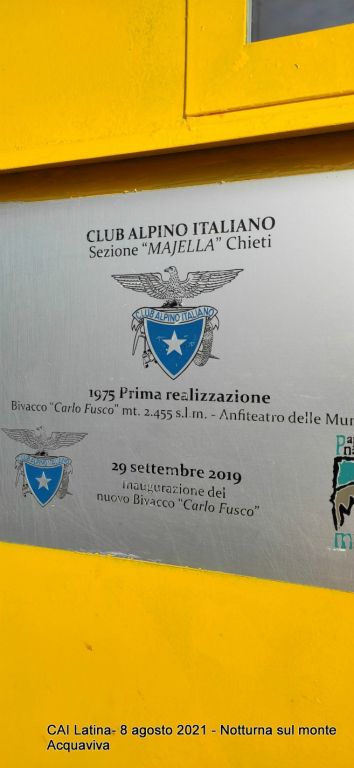 CLUB ALPINO ITALIANO
Sezione “MAJELLA” Chieti
CLUB ALPINO ITALIANO
1975 Prima realizzazione
Bivacco “Carlo Fusco” mt. 2.455 s.l.m. - Anfiteatro delle Mur
29 settembre 2019
Inaugurazione del
nuovo Bivacco “Carlo Fusco”
CAI Latina- 8 agosto 2021 - Notturna sul monte
Acquaviva